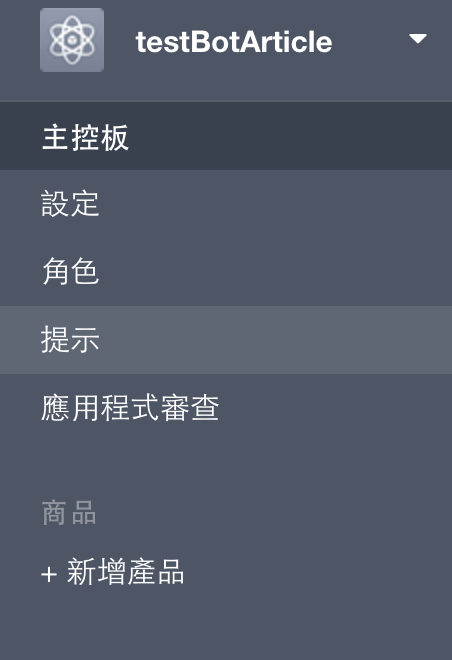 testBotArticle
主控板
設定
角色
提示
應用程式審查
商品
+ 新增產品